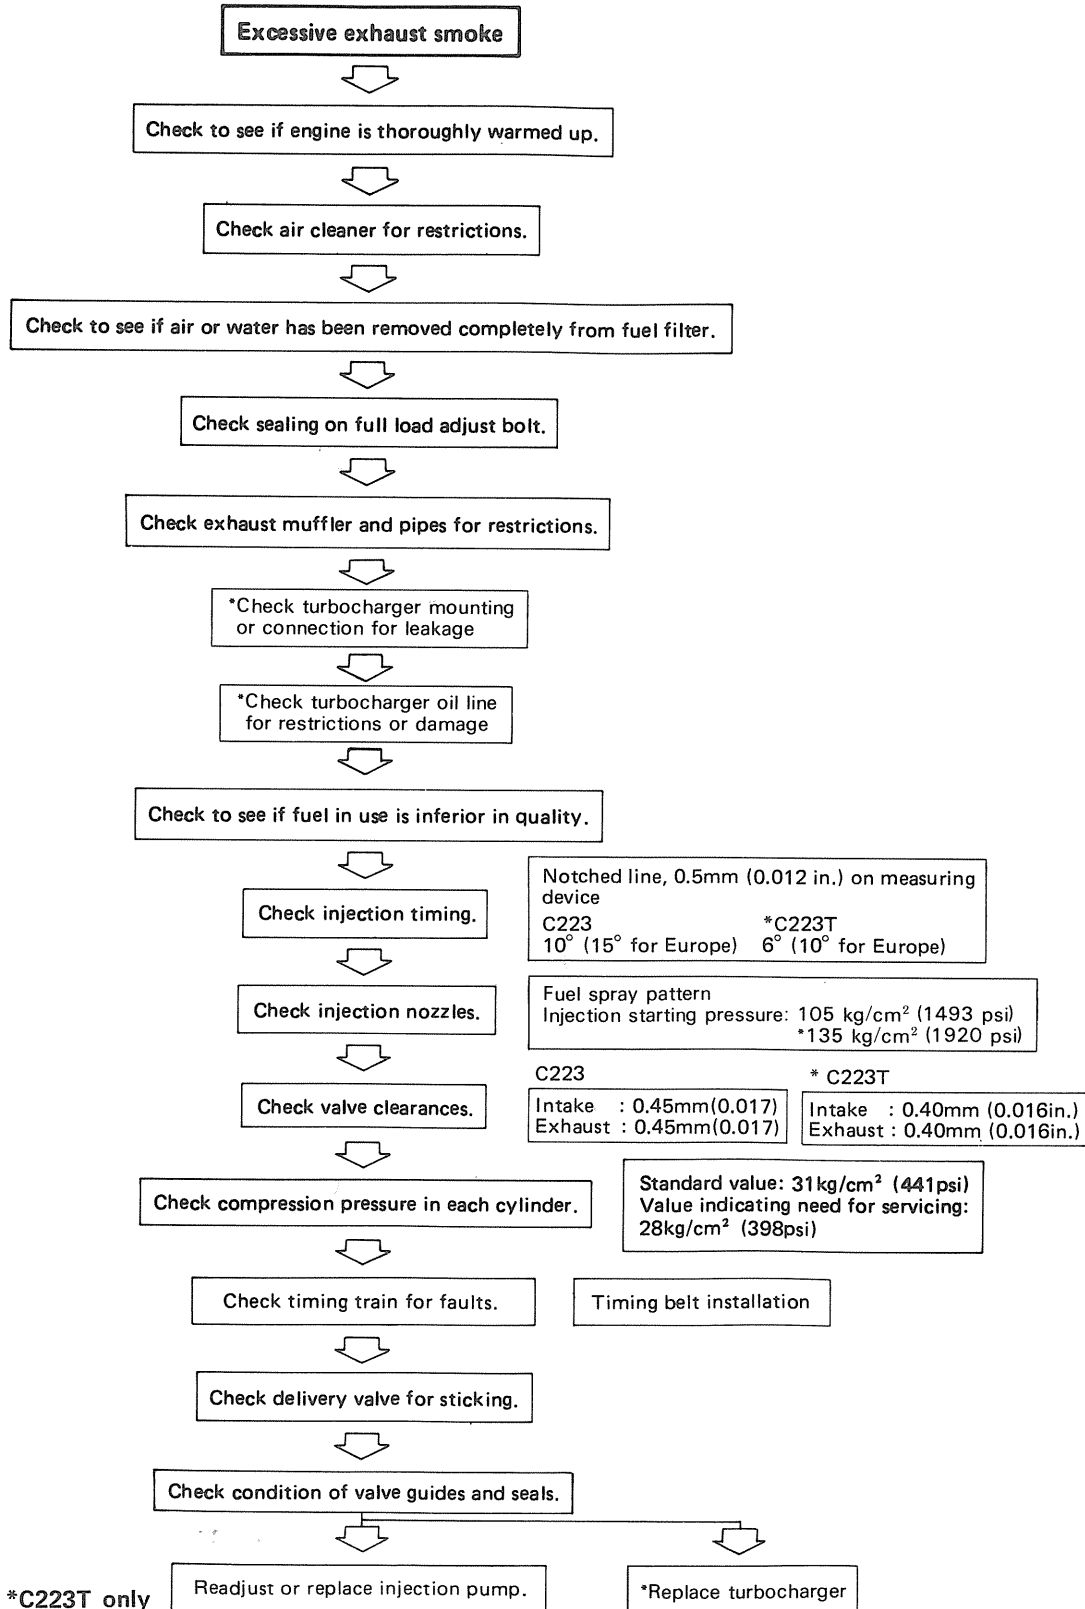 Excessive exhaust smoke
Check to see if engine is thoroughly warmed up.
Check air cleaner for restrictions.
Check to see if air or water has been removed completely from fuel filter.
Check sealing on full load adjust bolt.
Check exhaust muffler and pipes for restrictions.
*Check turbocharger mounting
or connection for leakage
*Check turbocharger oil line
for restrictions or damage
Check to see if fuel in use is inferior in quality.
Check injection timing.
Notched line, 0.5mm (0.012 in.) on measuring
device
C223 *C223T
10° (15° for Europe) 6° (10° for Europe)
Check injection nozzles.
Fuel spray pattern
Injection starting pressure: 105 kg/cm² (1493 psi)
*135 kg/cm² (1920 psi)
Check valve clearances.
C223
Intake : 0.45mm(0.017)
Exhaust : 0.45mm(0.017)
* C223T
Intake : 0.40mm (0.016in.)
Exhaust : 0.40mm (0.016in.)
Check compression pressure in each cylinder.
Standard value: 31kg/cm² (441psi)
Value indicating need for servicing:
28kg/cm² (398psi)
Check timing train for faults.
Timing belt installation
Check delivery valve for sticking.
Check condition of valve guides and seals.
Readjust or replace injection pump.
*Replace turbocharger
*C223T only